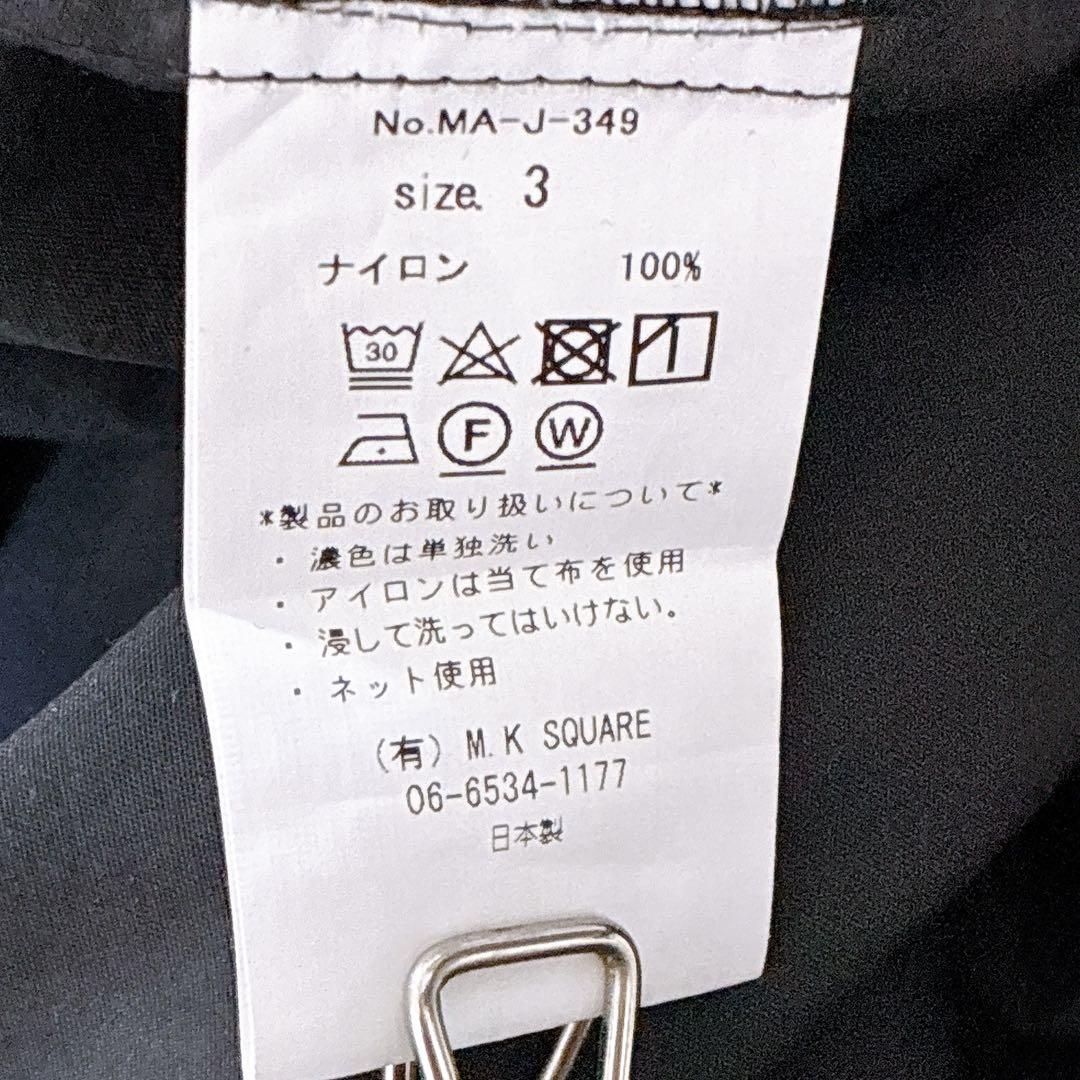 No.MA-J-349
size. 3
ナイロン 100%
30
F W
*製品のお取り扱いについて*
・濃色は単独洗い
・アイロンは当て布を使用
・浸して洗ってはいけない。
・ネット使用
(有) M.K SQUARE
06-6534-1177
日本製